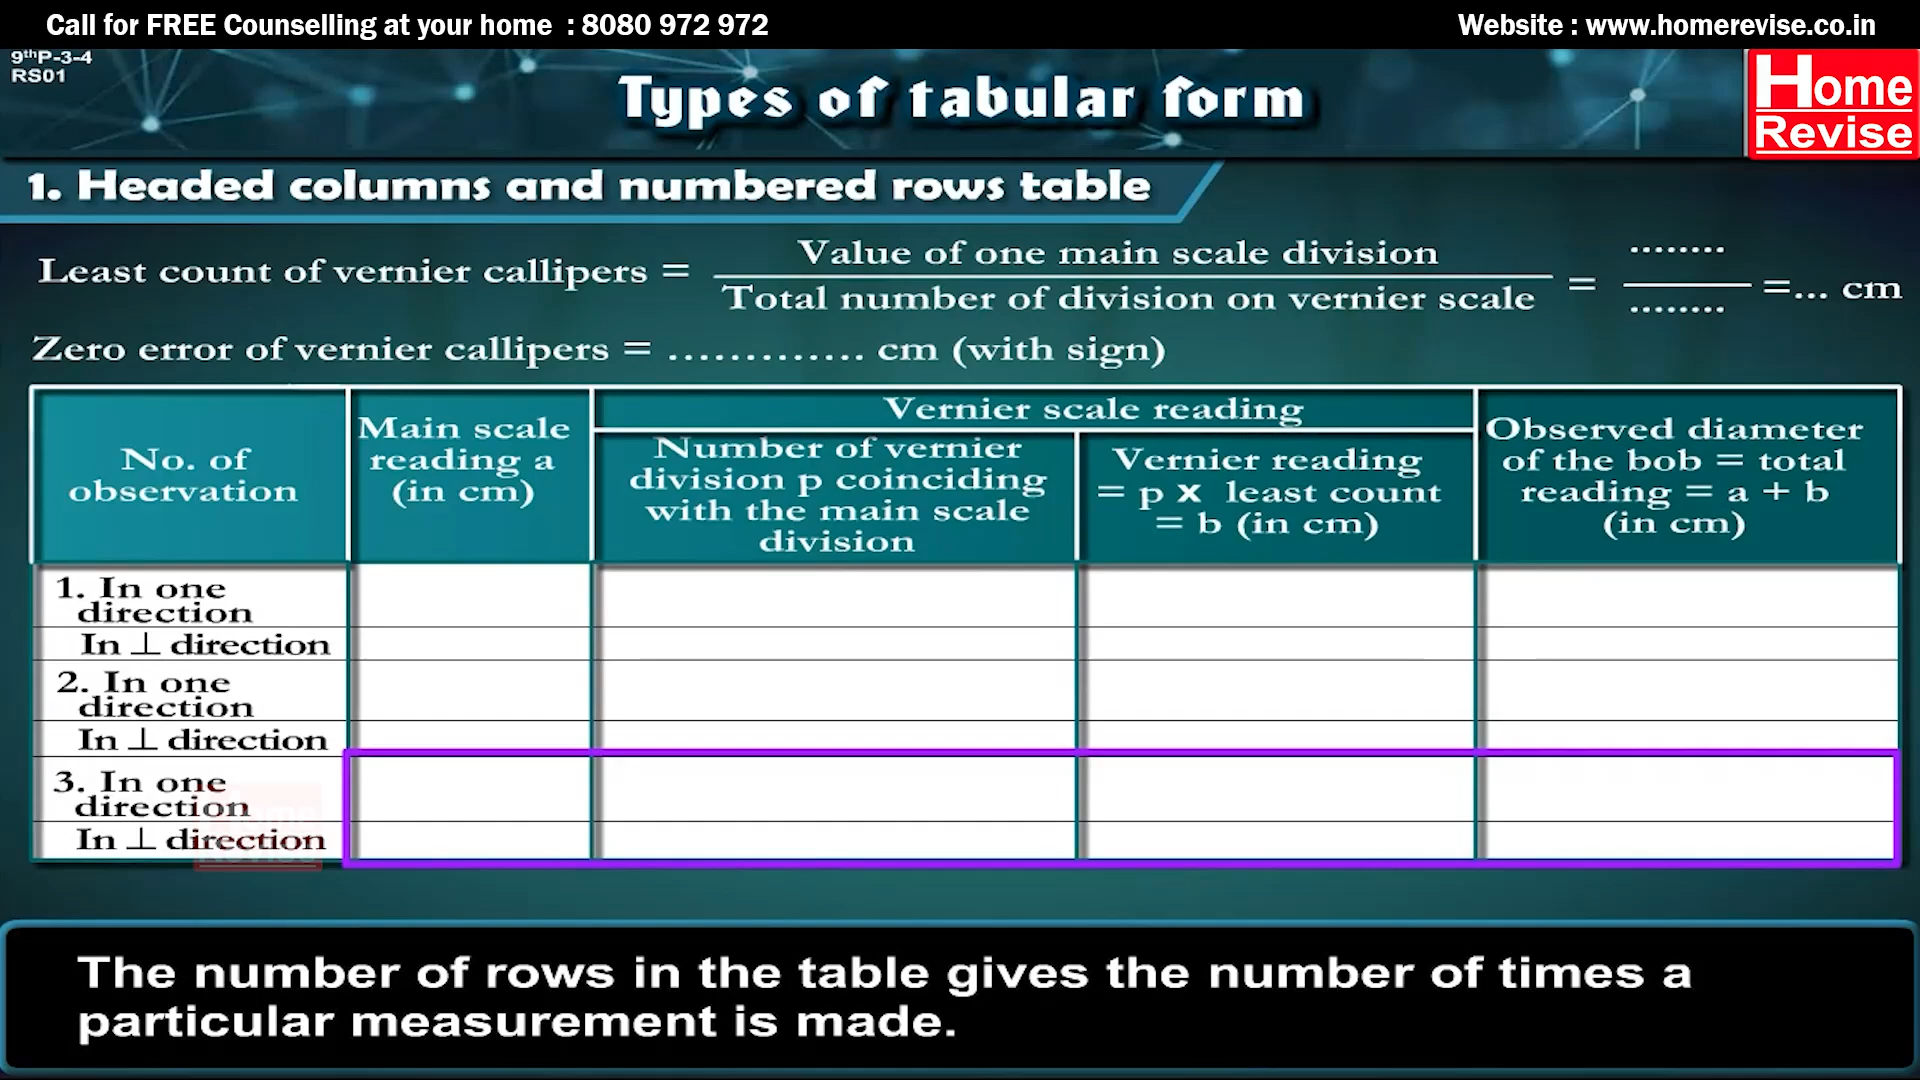 Call for FREE Counselling at your home : 8080 972 972
Website : www.homerevise.co.in
9thP-3-4
RS01
Types of tabular form
Home
Revise
1. Headed columns and numbered rows table
Least count of vernier callipers = Value of one main scale division / Total number of division on vernier scale = ........ / ........ =... cm
Zero error of vernier callipers = ............. cm (with sign)
No. of
observation
Main scale
reading a
(in cm)
Vernier scale reading
Number of vernier
division p coinciding
with the main scale
division
Vernier reading
= p x least count
= b (in cm)
Observed diameter
of the bob = total
reading = a + b
(in cm)
1. In one
direction
In ⊥ direction
2. In one
direction
In ⊥ direction
3. In one
direction
In ⊥ direction
Home
Revise
The number of rows in the table gives the number of times a
particular measurement is made.